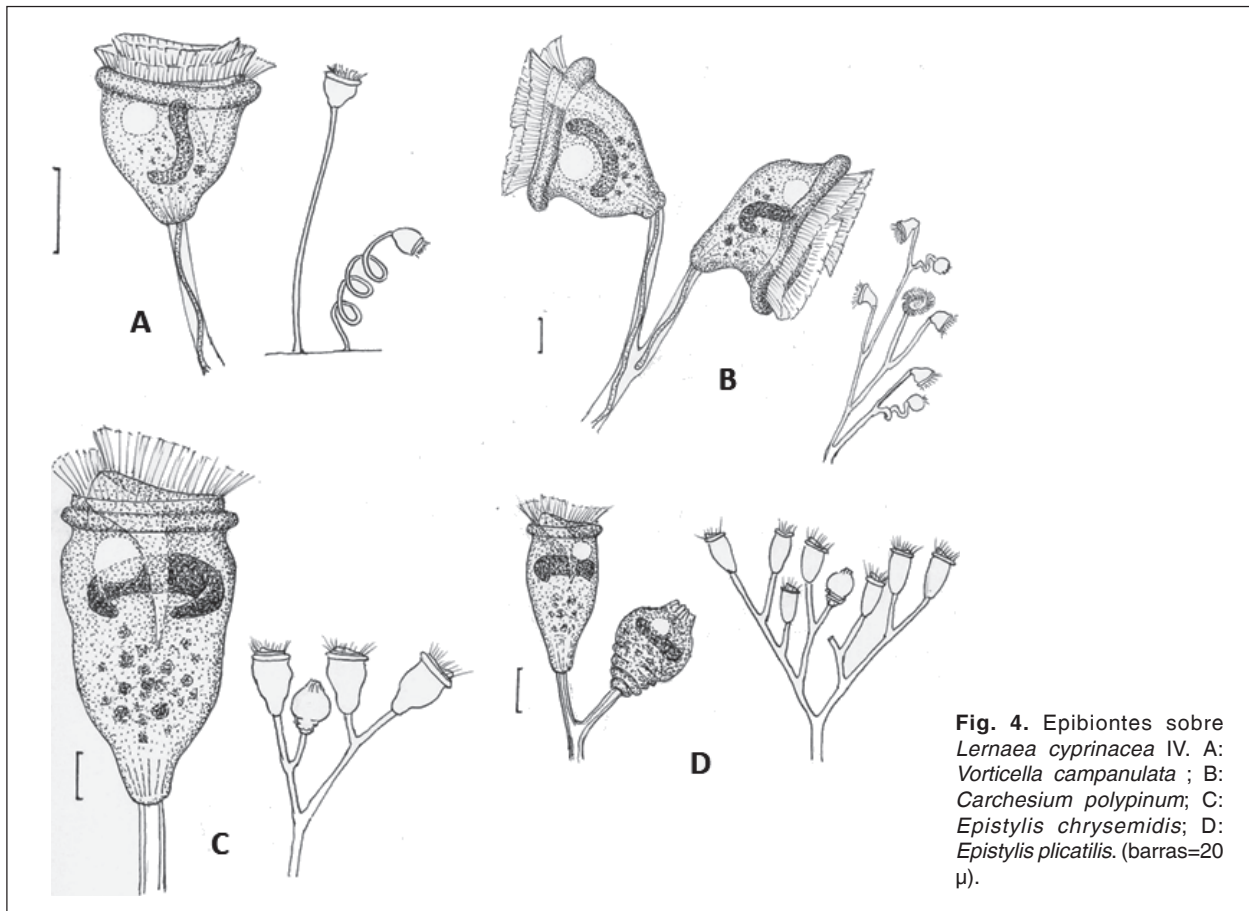 A
B
C
D
Fig. 4. Epibiontes sobre
Lernaea cyprinacea IV. A:
Vorticella campanulata ; B:
Carchesium polypinum; C:
Epistylis chrysemidis; D:
Epistylis plicatilis. (barras=20
µ).